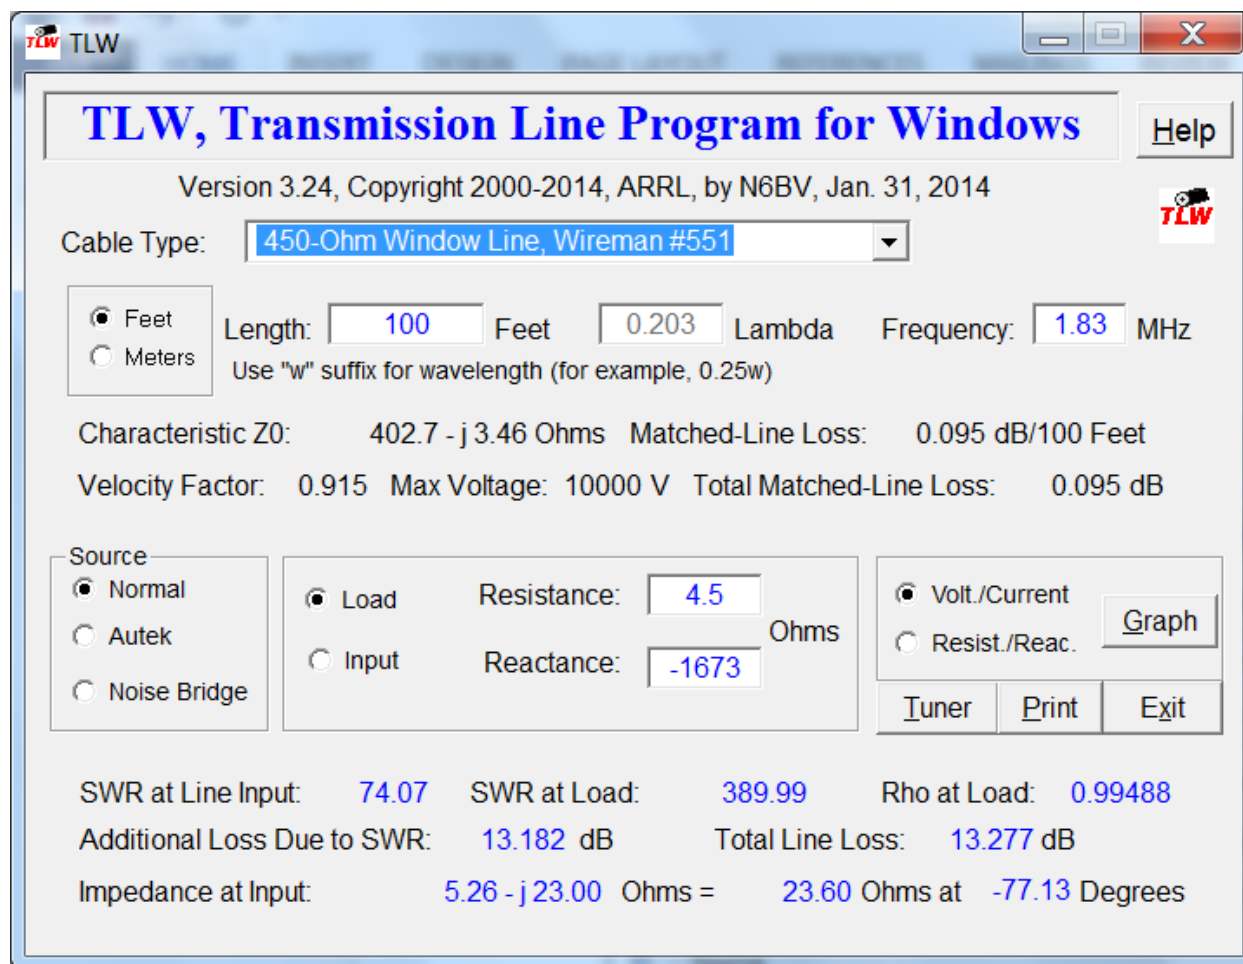 TLW TLW
TLW, Transmission Line Program for Windows
Help
Version 3.24, Copyright 2000-2014, ARRL, by N6BV, Jan. 31, 2014
TLW
Cable Type: 450-Ohm Window Line, Wireman #551
Feet
Meters
Length: 100 Feet 0.203 Lambda Frequency: 1.83 MHz
Use "w" suffix for wavelength (for example, 0.25w)
Characteristic Z0: 402.7 - j 3.46 Ohms Matched-Line Loss: 0.095 dB/100 Feet
Velocity Factor: 0.915 Max Voltage: 10000 V Total Matched-Line Loss: 0.095 dB
Source
Normal
Autek
Noise Bridge
Load
Input
Resistance: 4.5
Ohms
Reactance: -1673
Volt./Current
Resist./Reac.
Graph
Tuner Print Exit
SWR at Line Input: 74.07 SWR at Load: 389.99 Rho at Load: 0.99488
Additional Loss Due to SWR: 13.182 dB Total Line Loss: 13.277 dB
Impedance at Input: 5.26 - j 23.00 Ohms = 23.60 Ohms at -77.13 Degrees